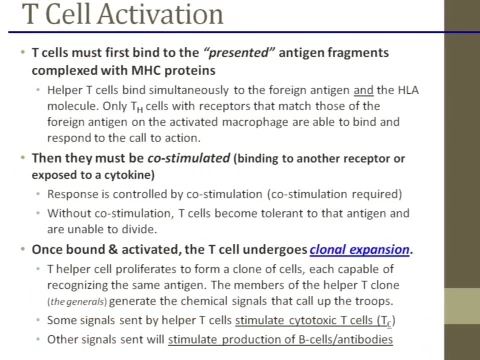 T Cell Activation
• T cells must first bind to the "presented" antigen fragments
complexed with MHC proteins
• Helper T cells bind simultaneously to the foreign antigen and the HLA
molecule. Only TH cells with receptors that match those of the
foreign antigen on the activated macrophage are able to bind and
respond to the call to action.
• Then they must be co-stimulated (binding to another receptor or
exposed to a cytokine)
• Response is controlled by co-stimulation (co-stimulation required)
• Without co-stimulation, T cells become tolerant to that antigen and
are unable to divide.
• Once bound & activated, the T cell undergoes clonal expansion.
• T helper cell proliferates to form a clone of cells, each capable of
recognizing the same antigen. The members of the helper T clone
(the generals) generate the chemical signals that call up the troops.
• Some signals sent by helper T cells stimulate cytotoxic T cells (Tc)
• Other signals sent will stimulate production of B-cells/antibodies